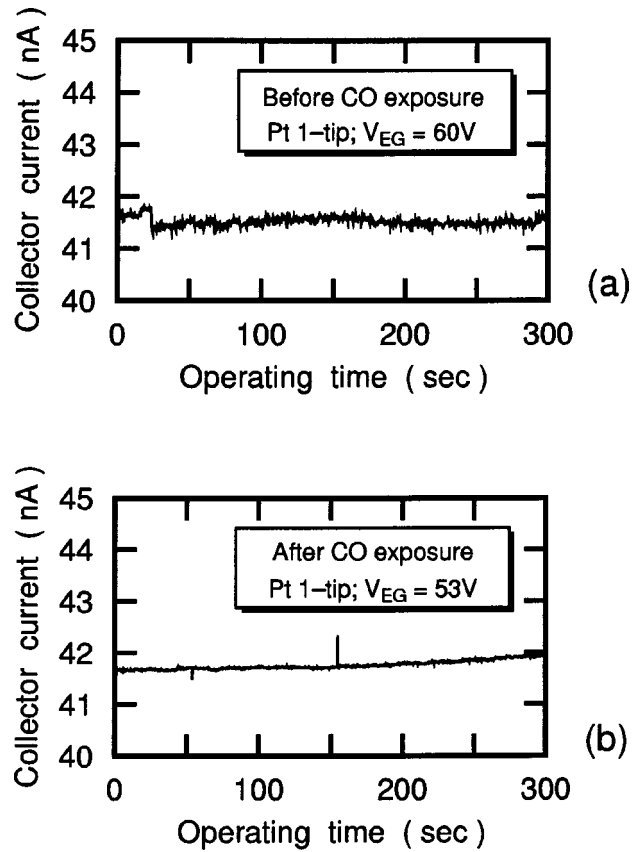 45
44
43
42
41
40
Collector current ( nA )
Before CO exposure
Pt 1–tip; VEG = 60V
0
100
200
300
Operating time ( sec )
(a)
45
44
43
42
41
40
Collector current ( nA )
After CO exposure
Pt 1–tip; VEG = 53V
0
100
200
300
Operating time ( sec )
(b)